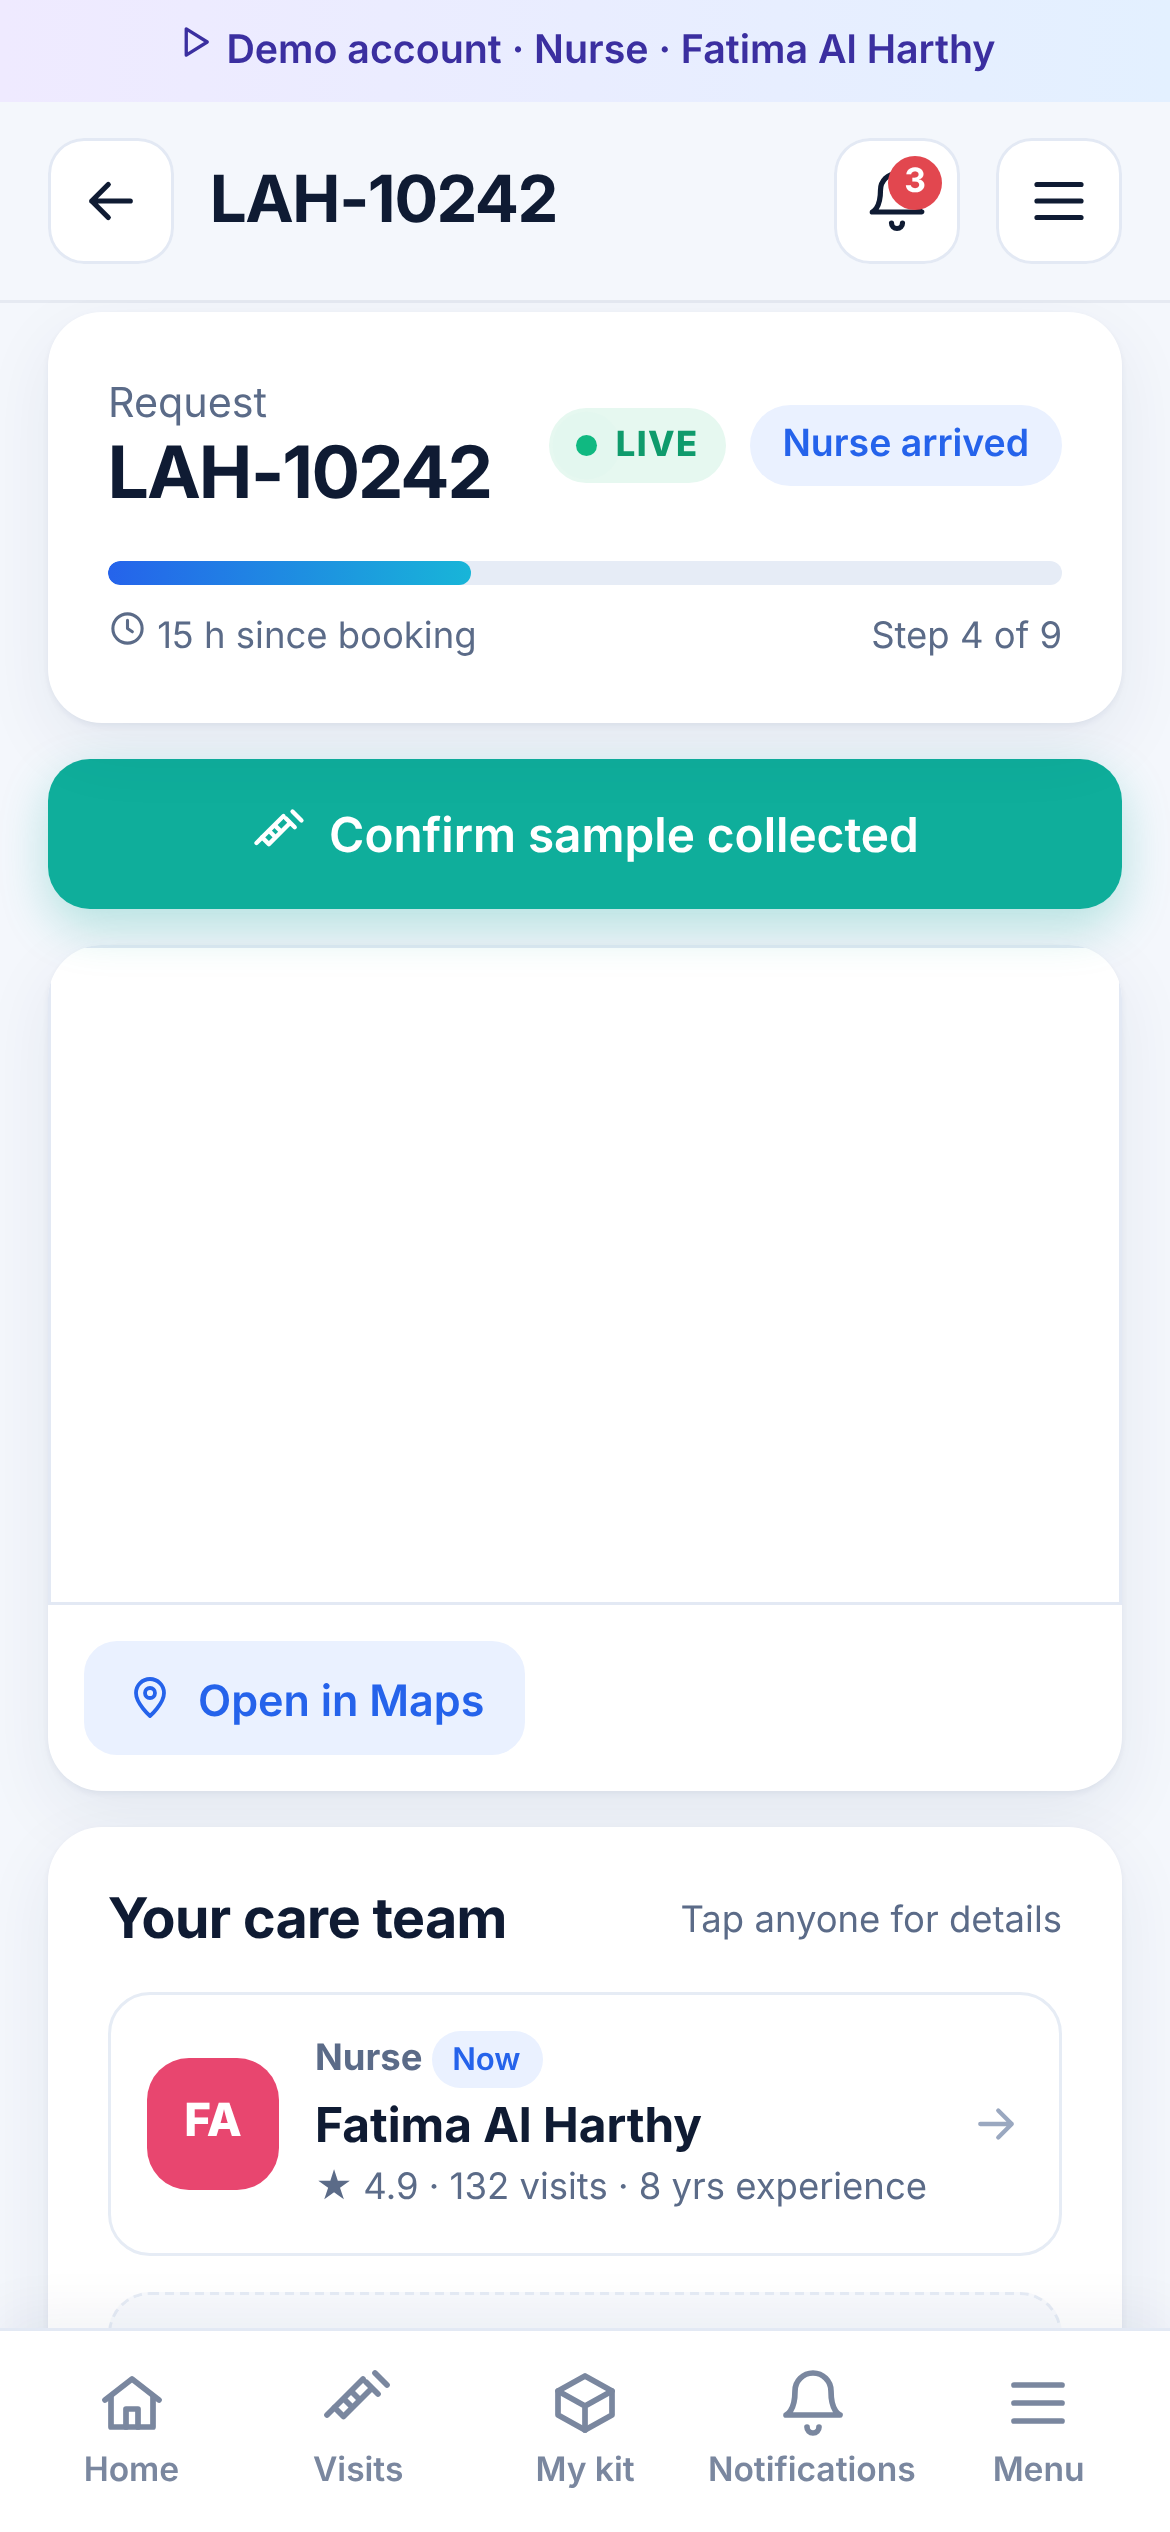 Demo account · Nurse · Fatima Al Harthy
LAH-10242
3
Request
LAH-10242
LIVE
Nurse arrived
15 h since booking
Step 4 of 9
Confirm sample collected
Open in Maps
Your care team
Tap anyone for details
FA
Nurse Now
Fatima Al Harthy
★ 4.9 · 132 visits · 8 yrs experience
Home
Visits
My kit
Notifications
Menu